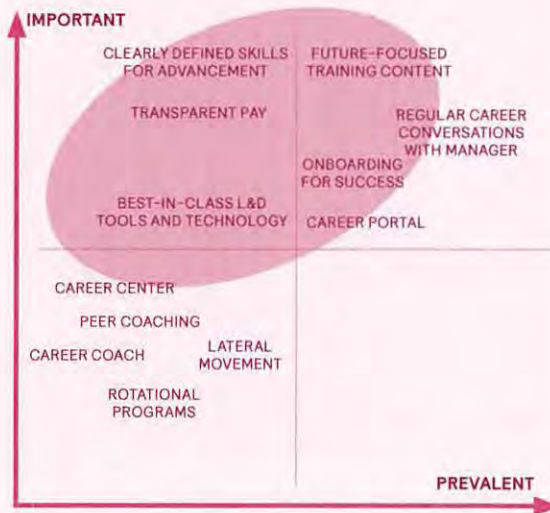 IMPORTANT
CLEARLY DEFINED SKILLS
FOR ADVANCEMENT
FUTURE-FOCUSED
TRAINING CONTENT
TRANSPARENT PAY
REGULAR CAREER
CONVERSATIONS
WITH MANAGER
ONBOARDING
FOR SUCCESS
BEST-IN-CLASS L&D
TOOLS AND TECHNOLOGY
CAREER PORTAL
CAREER CENTER
PEER COACHING
CAREER COACH
LATERAL
MOVEMENT
ROTATIONAL
PROGRAMS
PREVALENT